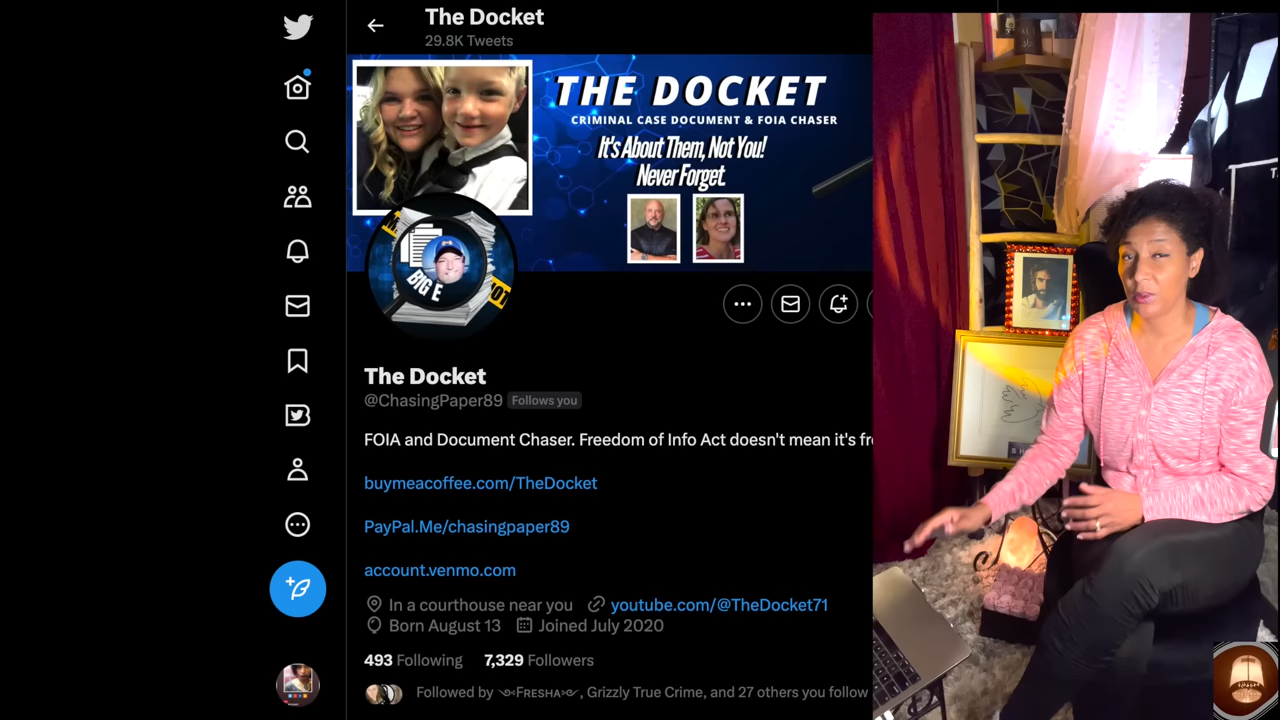 The Docket
29.8K Tweets
THE DOCKET
CRIMINAL CASE DOCUMENT & FOIA CHASER
It's About Them, Not You!
Never Forget.
BIG E
The Docket
@ChasingPaper89 Follows you
FOIA and Document Chaser. Freedom of Info Act doesn't mean it's fr
buymeacoffee.com/TheDocket
PayPal.Me/chasingpaper89
account.venmo.com
In a courthouse near you youtube.com/@TheDocket71
Born August 13 Joined July 2020
493 Following 7,329 Followers
Followed by ༺FRESHA༻, Grizzly True Crime, and 27 others you follow